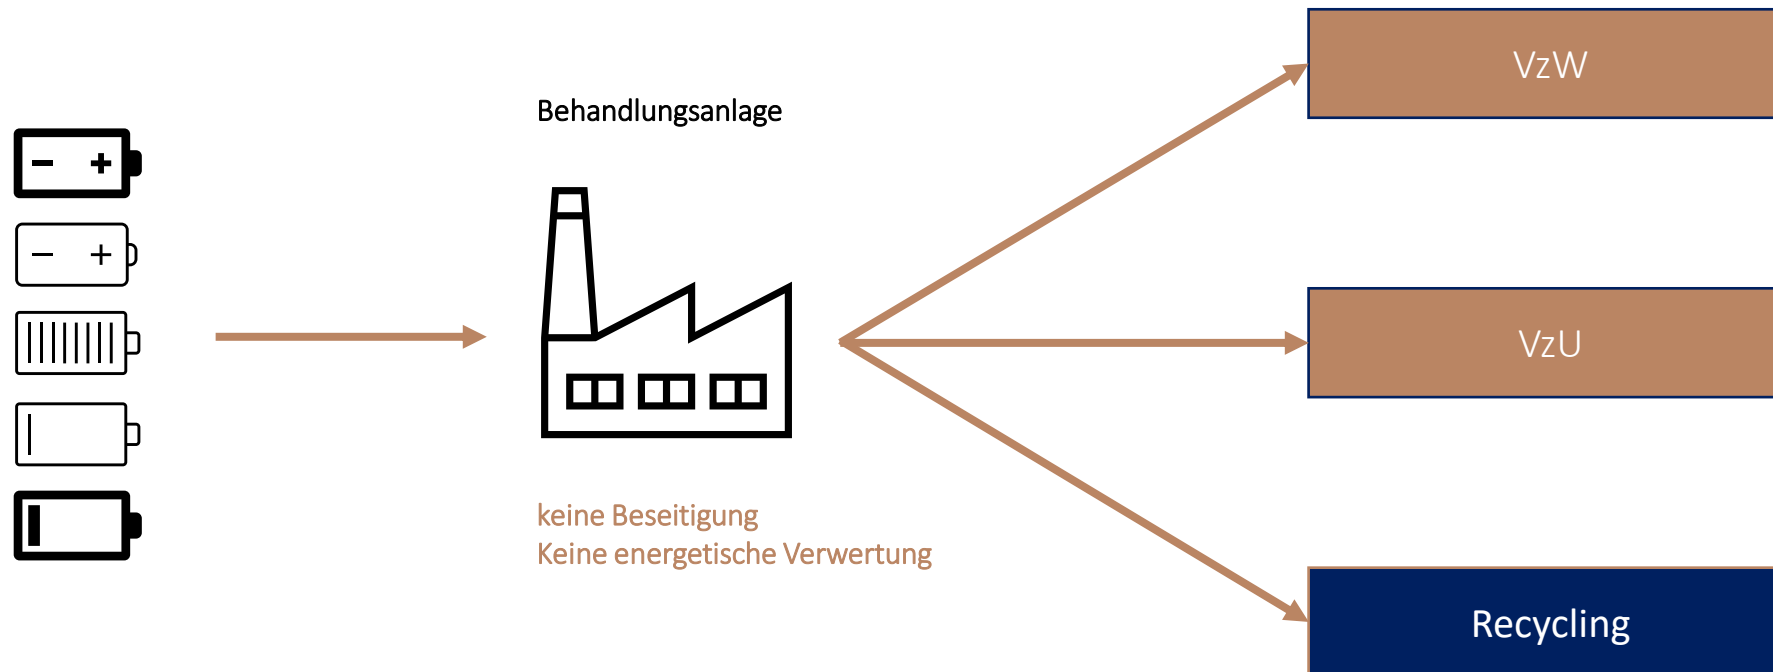 VzW
Behandlungsanlage
VzU
keine Beseitigung
Keine energetische Verwertung
Recycling